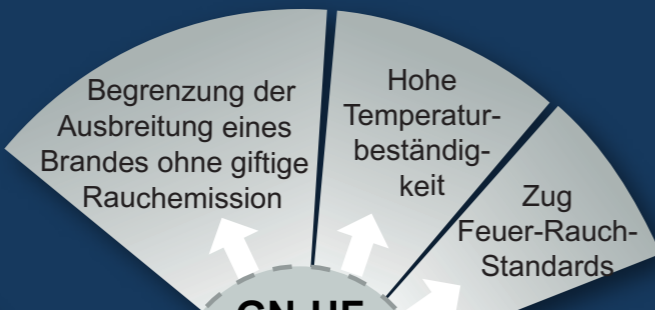 Begrenzung der
Ausbreitung eines
Brandes ohne giftige
Rauchemission
Hohe
Temperatur-
beständig-
keit
Zug
Feuer-Rauch-
Standards